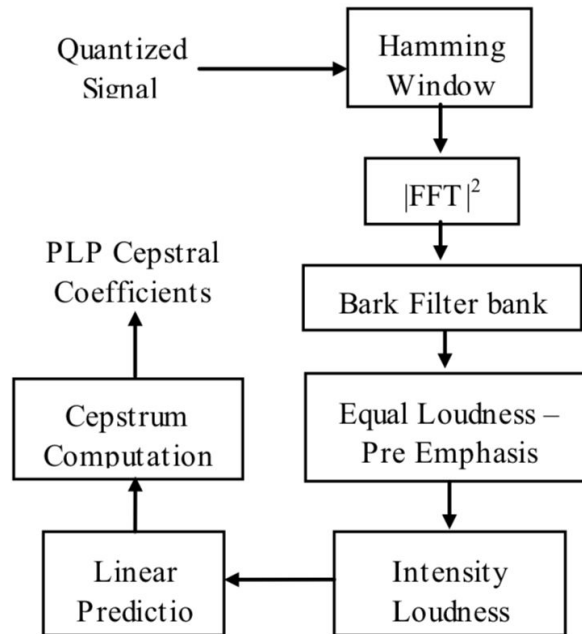 Quantized
Signal
Hamming
Window
|FFT|²
Bark Filter bank
Equal Loudness –
Pre Emphasis
Intensity
Loudness
Linear
Predictio
Cepstrum
Computation
PLP Cepstral
Coefficients